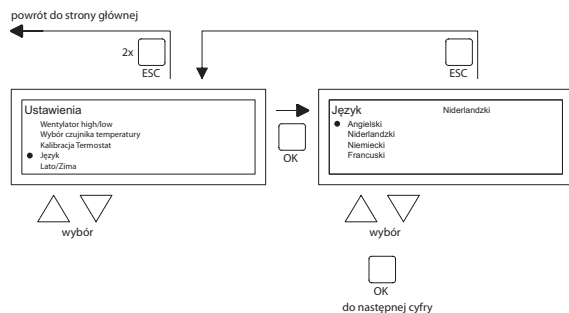 powrót do strony głównej
2x
ESC
ESC
Ustawienia
Wentylator high/low
Wybór czujnika temperatury
Kalibracja Termostat
Język
Lato/Zima
OK
Język Niderlandzki
Angielski
Niderlandzki
Niemiecki
Francuski
wybór
wybór
OK
do następnej cyfry